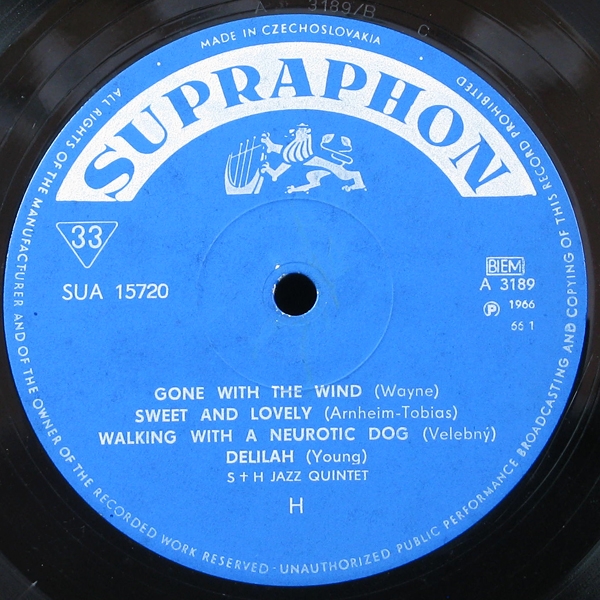 A 3189/B C
MADE IN CZECHOSLOVAKIA
ALL RIGHTS OF THE MANUFACTURER AND OF THE OWNER OF THE RECORDED WORK RESERVED · UNAUTHORIZED PUBLIC PERFORMANCE BROADCASTING AND COPYING OF THIS RECORD PROHIBITED
SUPRAPHON
33
SUA 15720
BIEM
A 3189
Ⓟ 1966
66 1
GONE WITH THE WIND (Wayne)
SWEET AND LOVELY (Arnheim-Tobias)
WALKING WITH A NEUROTIC DOG (Velebný)
DELILAH (Young)
S + H JAZZ QUINTET
H